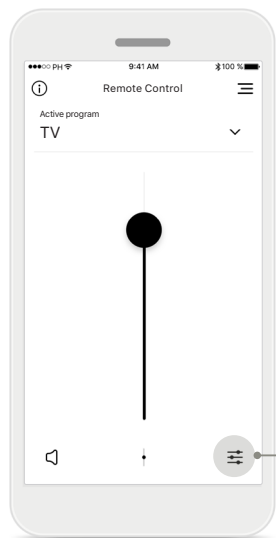 ●●●○○ PH 9:41 AM 100 %
Remote Control
Active program
TV